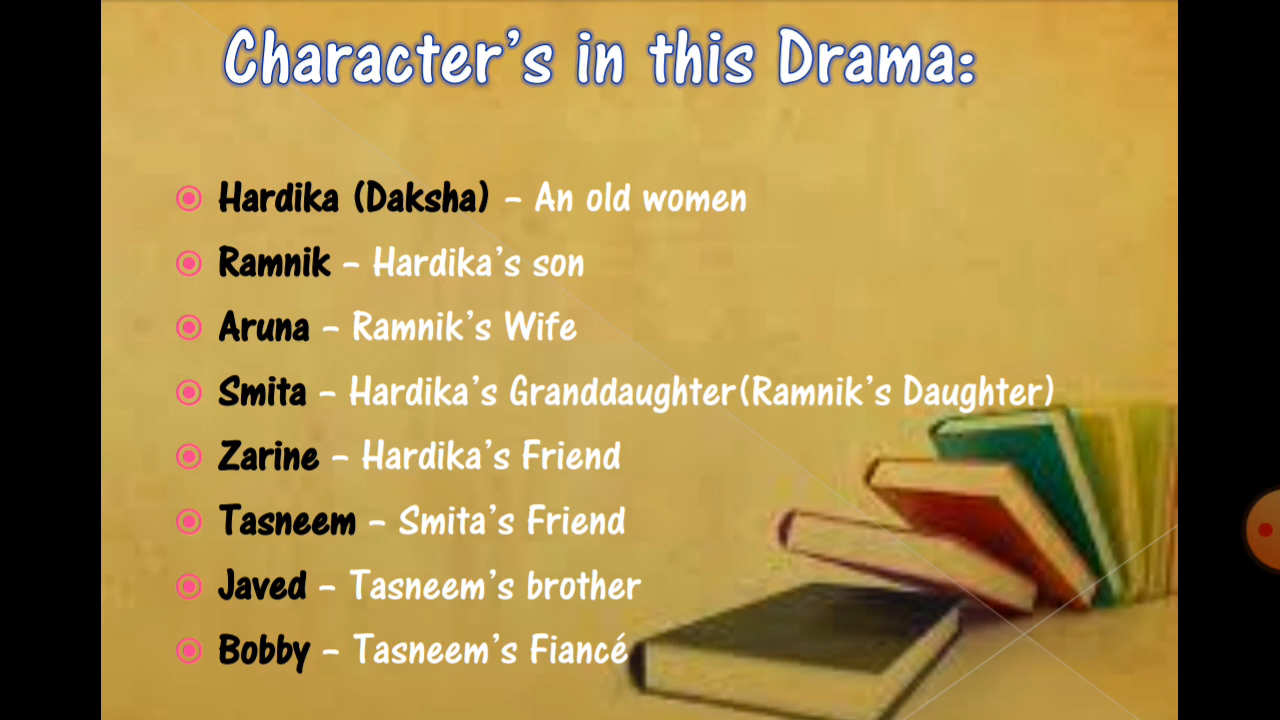 Character’s in this Drama:
Hardika (Daksha) – An old women
Ramnik – Hardika’s son
Aruna – Ramnik’s Wife
Smita – Hardika’s Granddaughter(Ramnik’s Daughter)
Zarine – Hardika’s Friend
Tasneem – Smita’s Friend
Javed – Tasneem’s brother
Bobby – Tasneem’s Fiancé